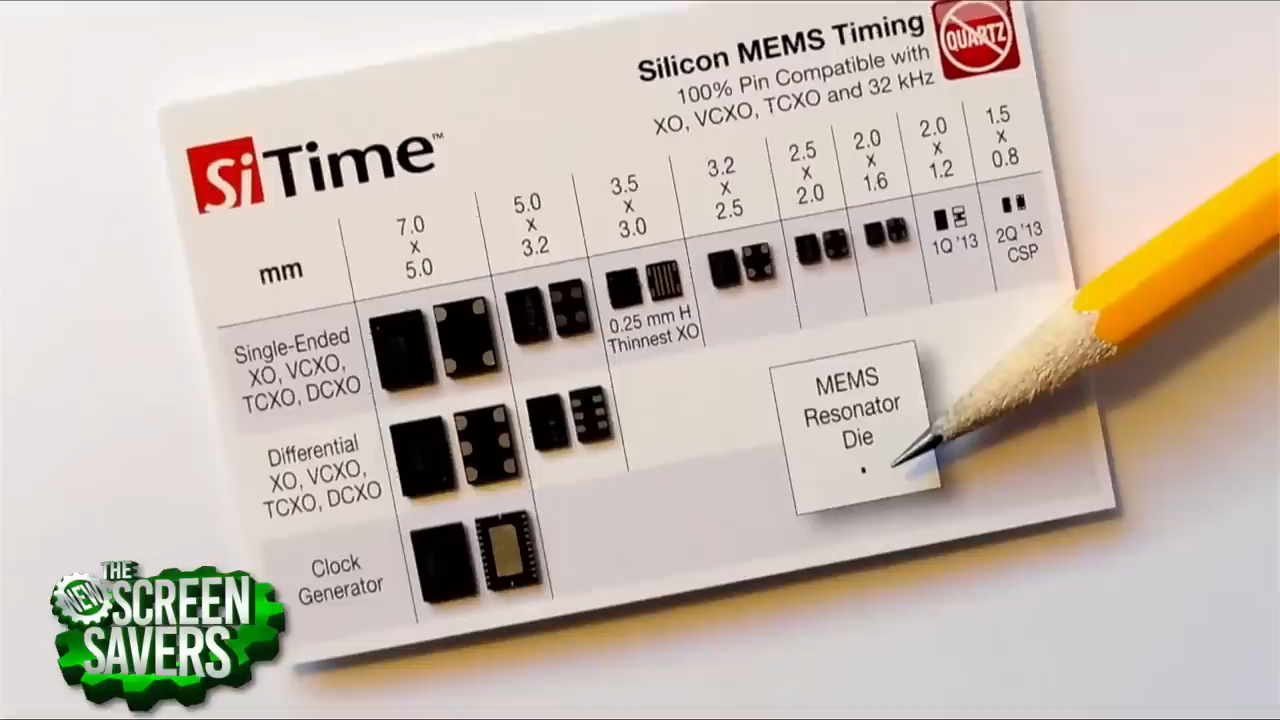 Silicon MEMS Timing
100% Pin Compatible with
XO, VCXO, TCXO and 32 kHz
QUARTZ
SiTime™
mm
7.0
x
5.0
5.0
x
3.2
3.5
x
3.0
3.2
x
2.5
2.5
x
2.0
2.0
x
1.6
2.0
x
1.2
1.5
x
0.8
Single-Ended
XO, VCXO,
TCXO, DCXO
0.25 mm H
Thinnest XO
1Q '13
2Q '13
CSP
Differential
XO, VCXO,
TCXO, DCXO
MEMS
Resonator
Die
Clock
Generator
THE
NEW
SCREEN
SAVERS